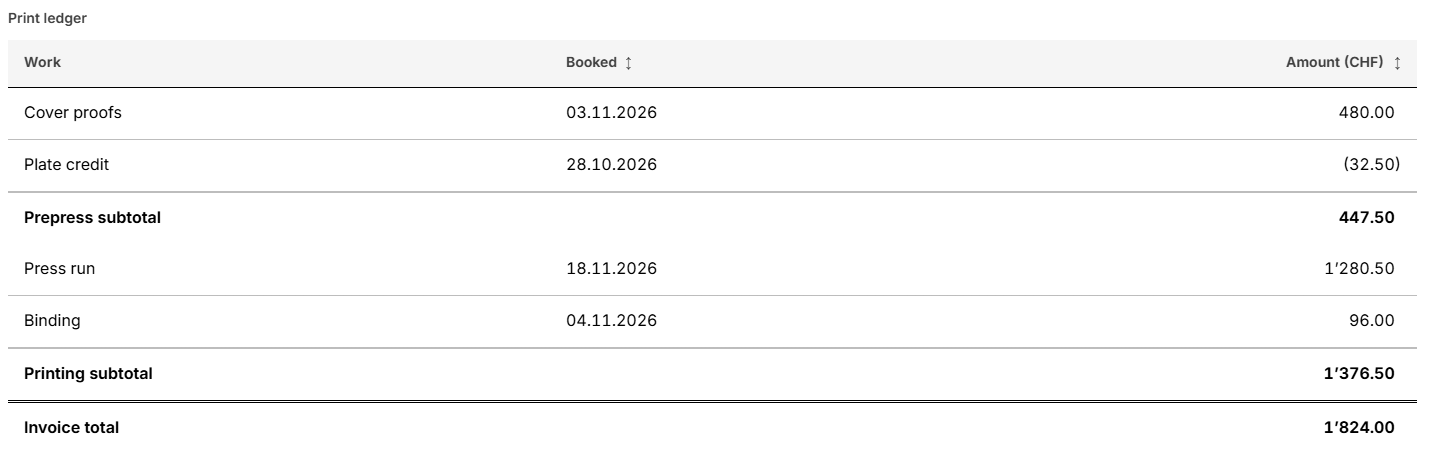 Print ledger
Work Booked ↕ Amount (CHF) ↕
Cover proofs 03.11.2026 480.00
Plate credit 28.10.2026 (32.50)
Prepress subtotal 447.50
Press run 18.11.2026 1’280.50
Binding 04.11.2026 96.00
Printing subtotal 1’376.50
Invoice total 1’824.00